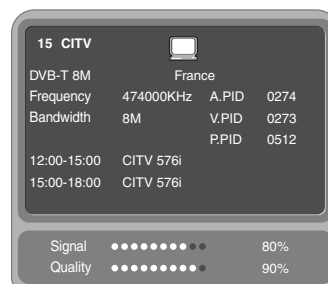 15 CITV
DVB-T 8M France
Frequency 474000KHz A.PID 0274
Bandwidth 8M V.PID 0273
P.PID 0512
12:00-15:00 CITV 576i
15:00-18:00 CITV 576i
Signal 80%
Quality 90%